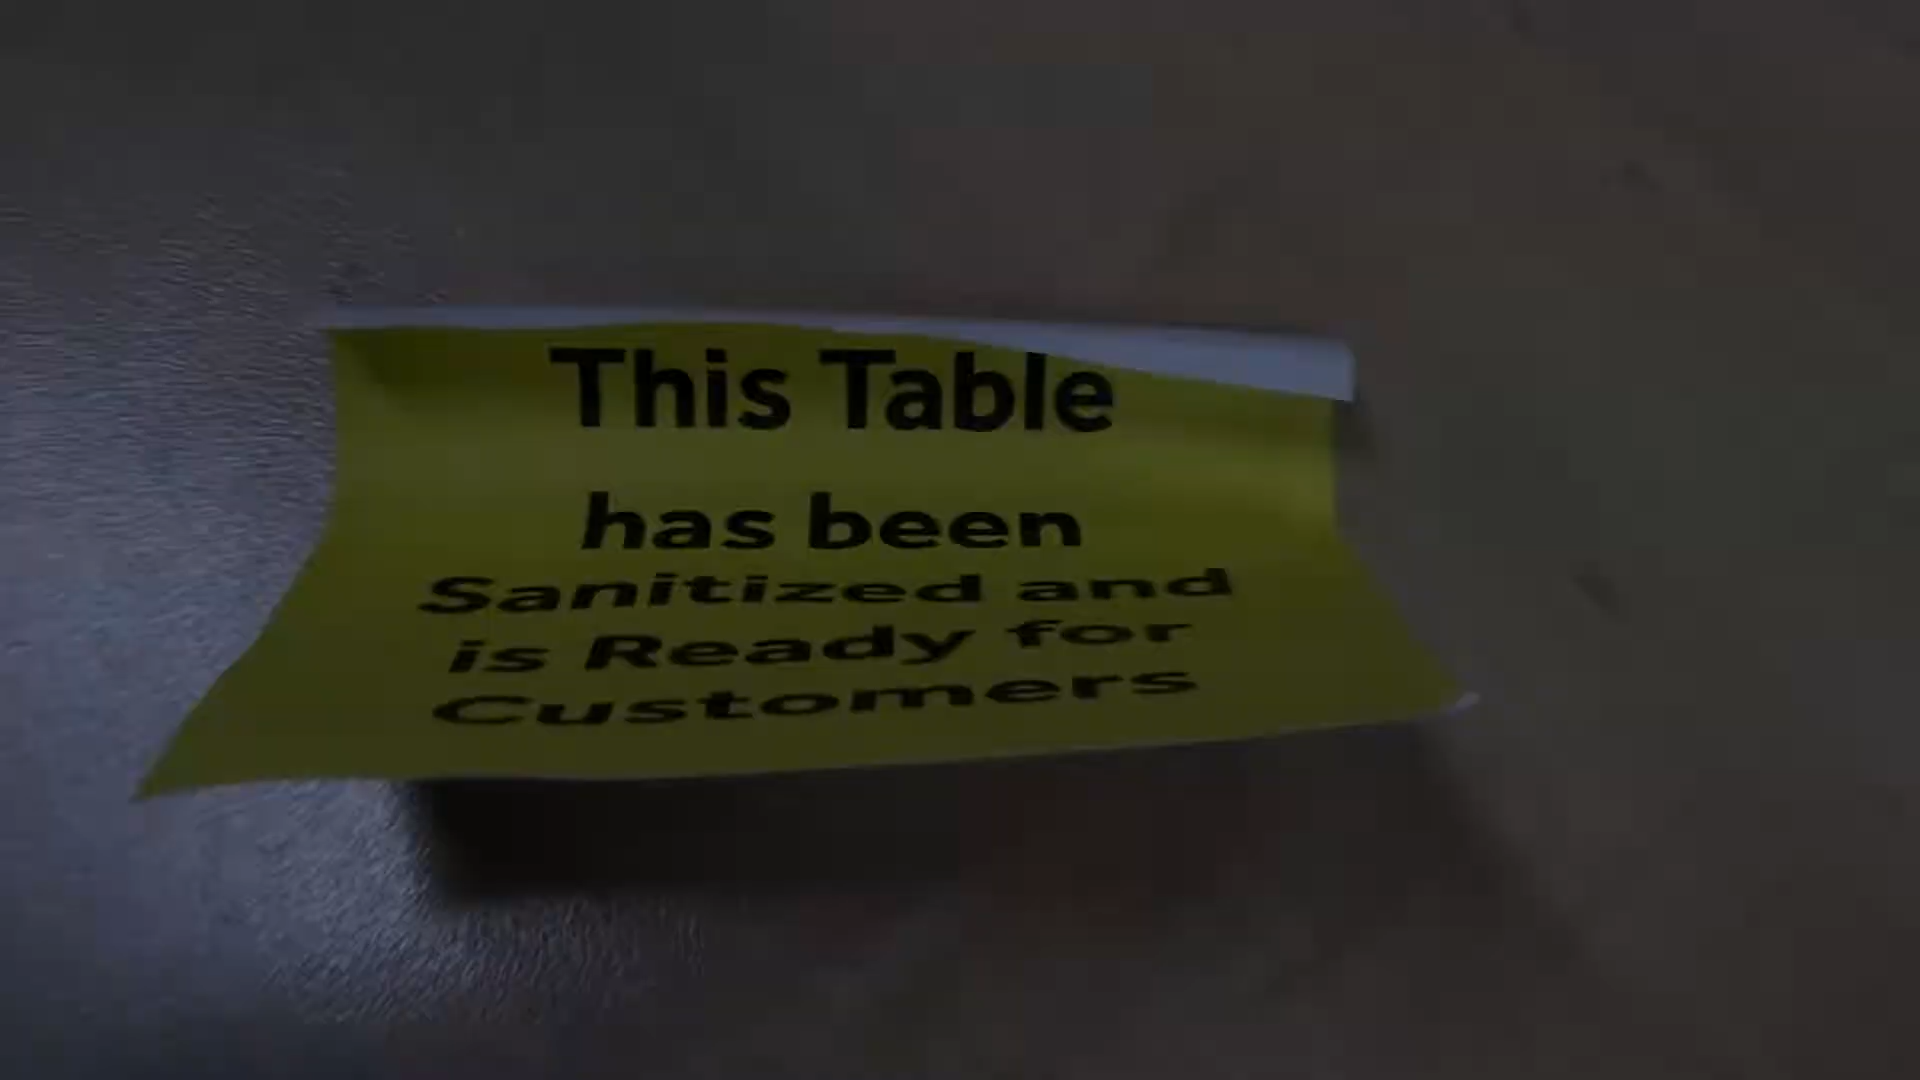 This Table
has been
Sanitized and
is Ready for
Customers